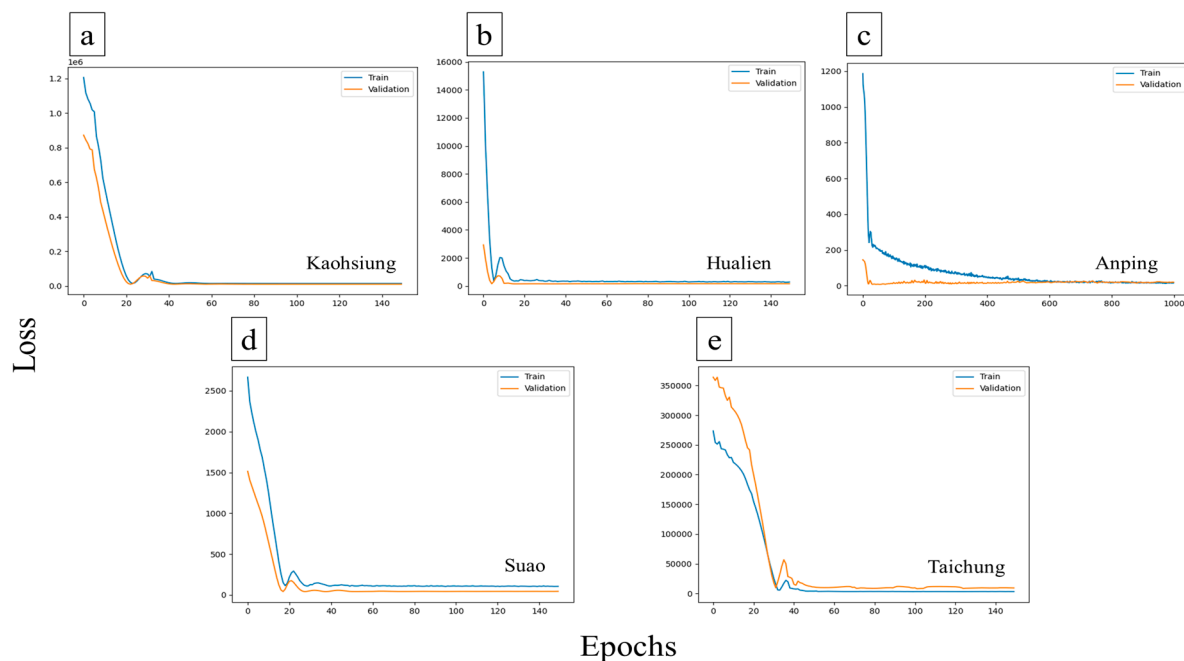 a
1e6
1.2
1.0
0.8
0.6
0.4
0.2
0.0
0 20 40 60 80 100 120 140
Train
Validation
Kaohsiung
b
16000
14000
12000
10000
8000
6000
4000
2000
0
0 20 40 60 80 100 120 140
Train
Validation
Hualien
c
1200
1000
800
600
400
200
0
0 200 400 600 800 1000
Train
Validation
Anping
Loss
d
2500
2000
1500
1000
500
0
0 20 40 60 80 100 120 140
Train
Validation
Suao
e
350000
300000
250000
200000
150000
100000
50000
0
0 20 40 60 80 100 120 140
Train
Validation
Taichung
Epochs